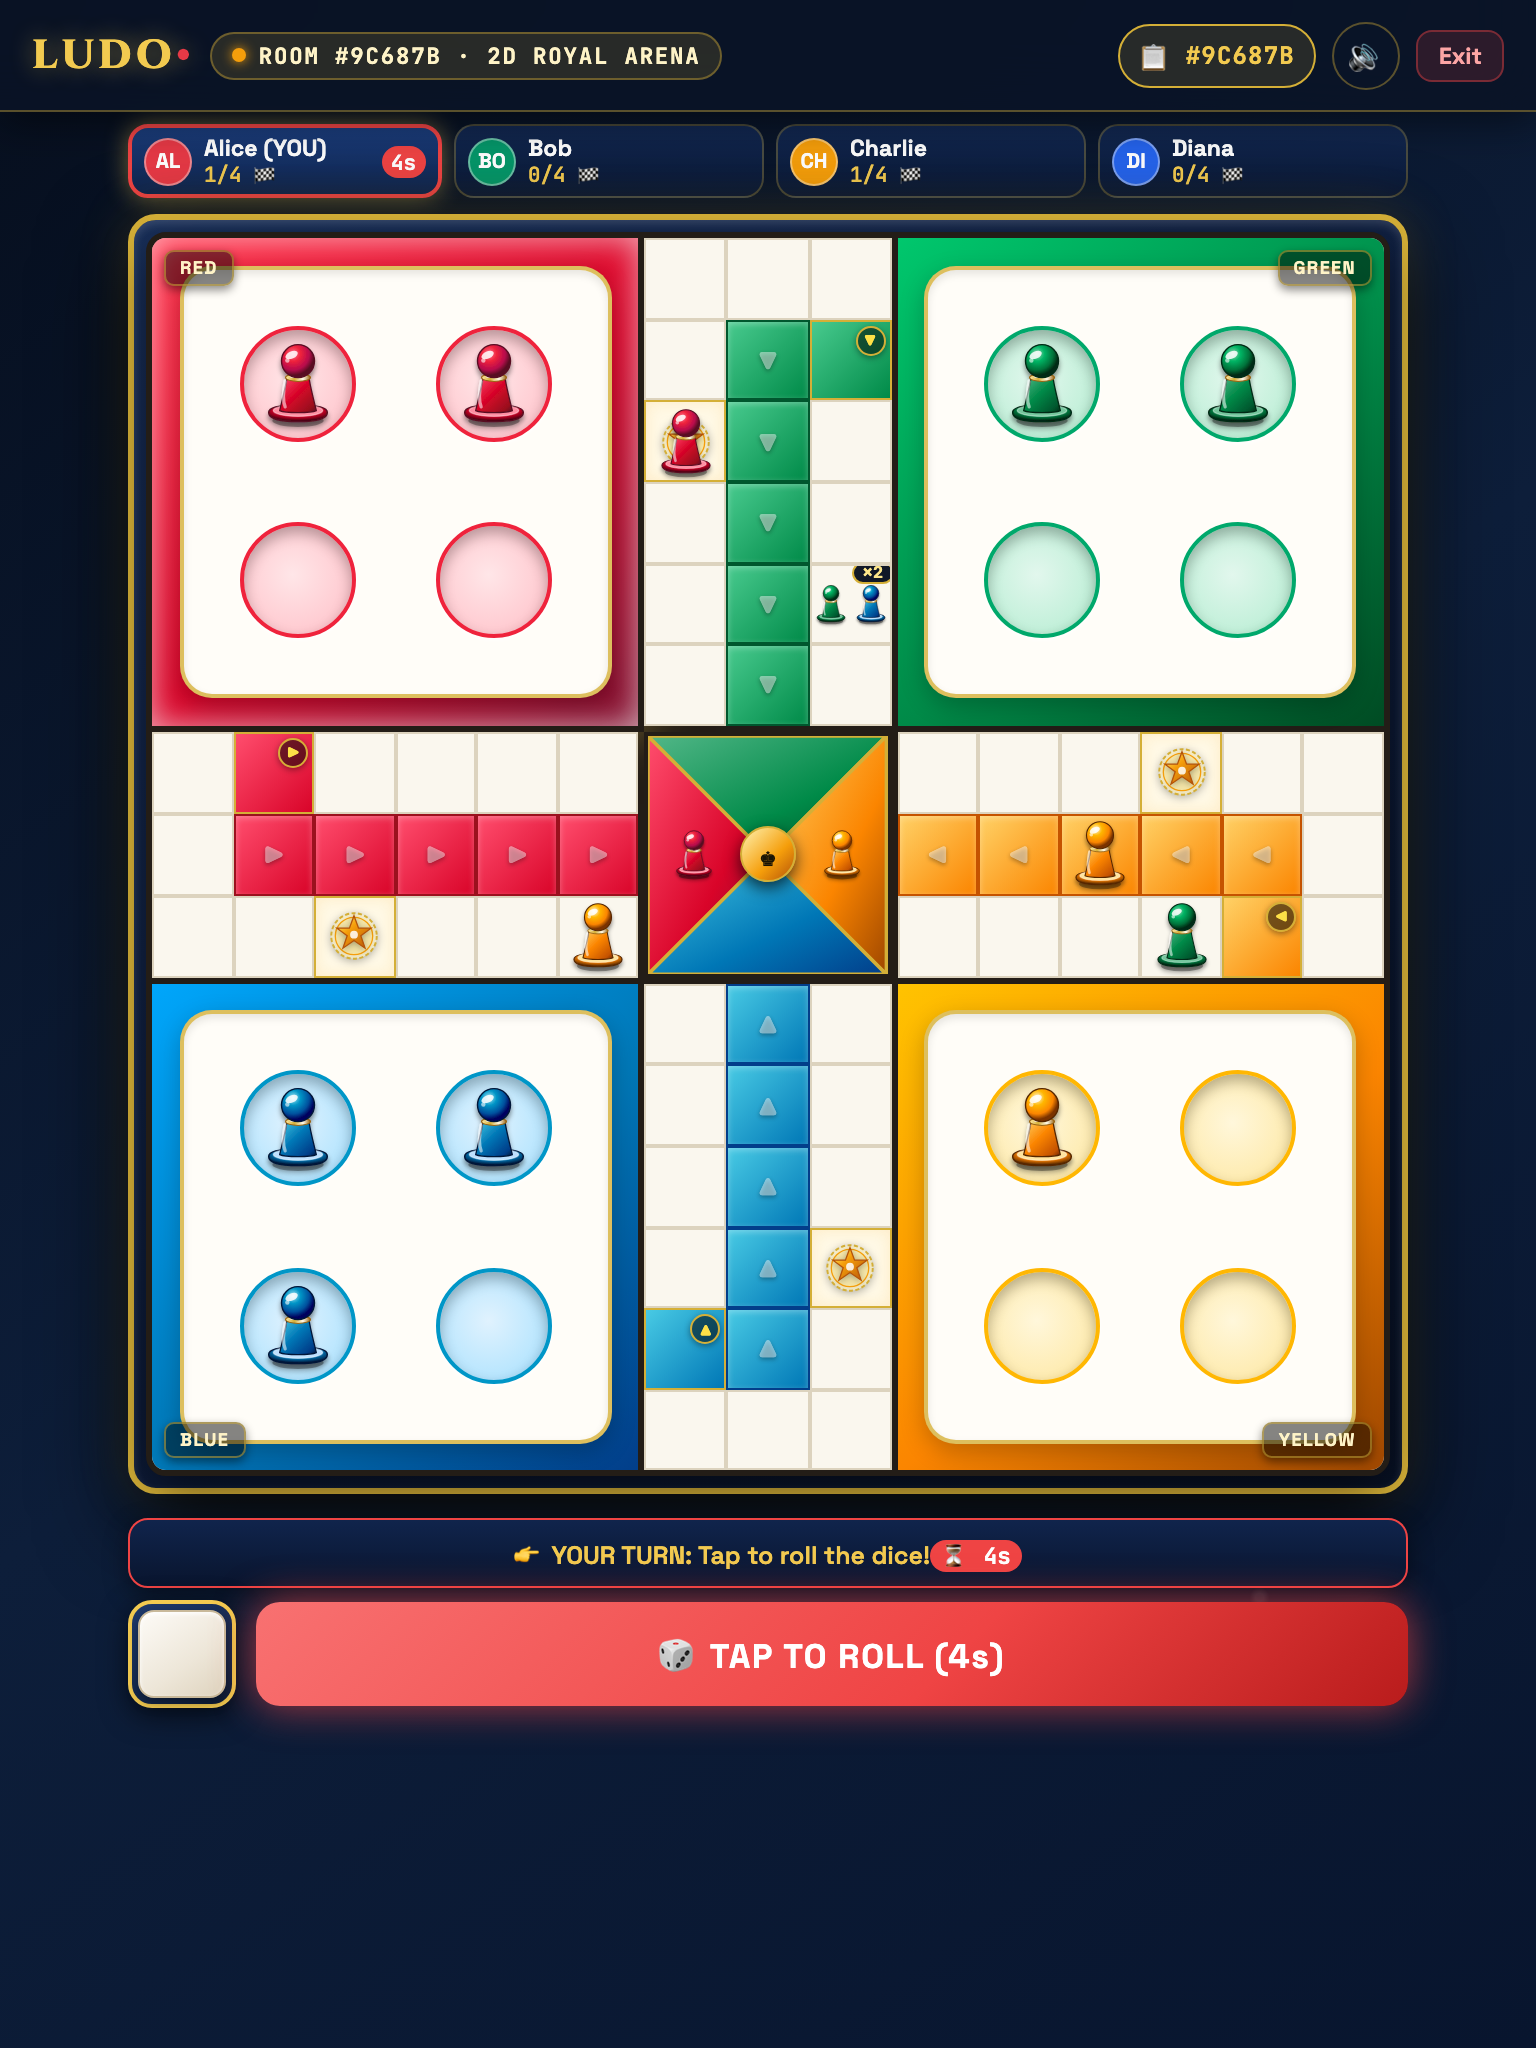 LUDO
ROOM #9C687B · 2D ROYAL ARENA
#9C687B
Exit
AL
Alice (YOU)
1/4
4s
BO
Bob
0/4
CH
Charlie
1/4
DI
Diana
0/4
RED
GREEN
×2
BLUE
YELLOW
YOUR TURN: Tap to roll the dice! 4s
TAP TO ROLL (4s)